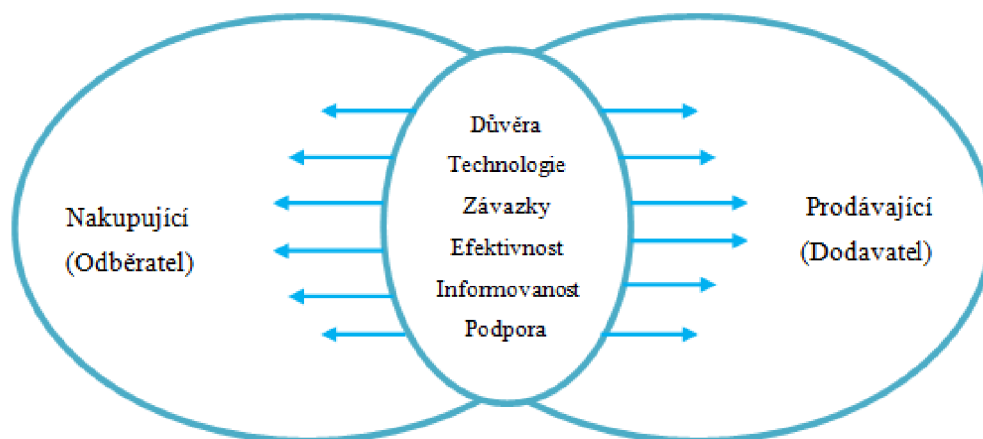 Nakupující
(Odběratel)
Důvěra
Technologie
Závazky
Efektivnost
Informovanost
Podpora
Prodávající
(Dodavatel)